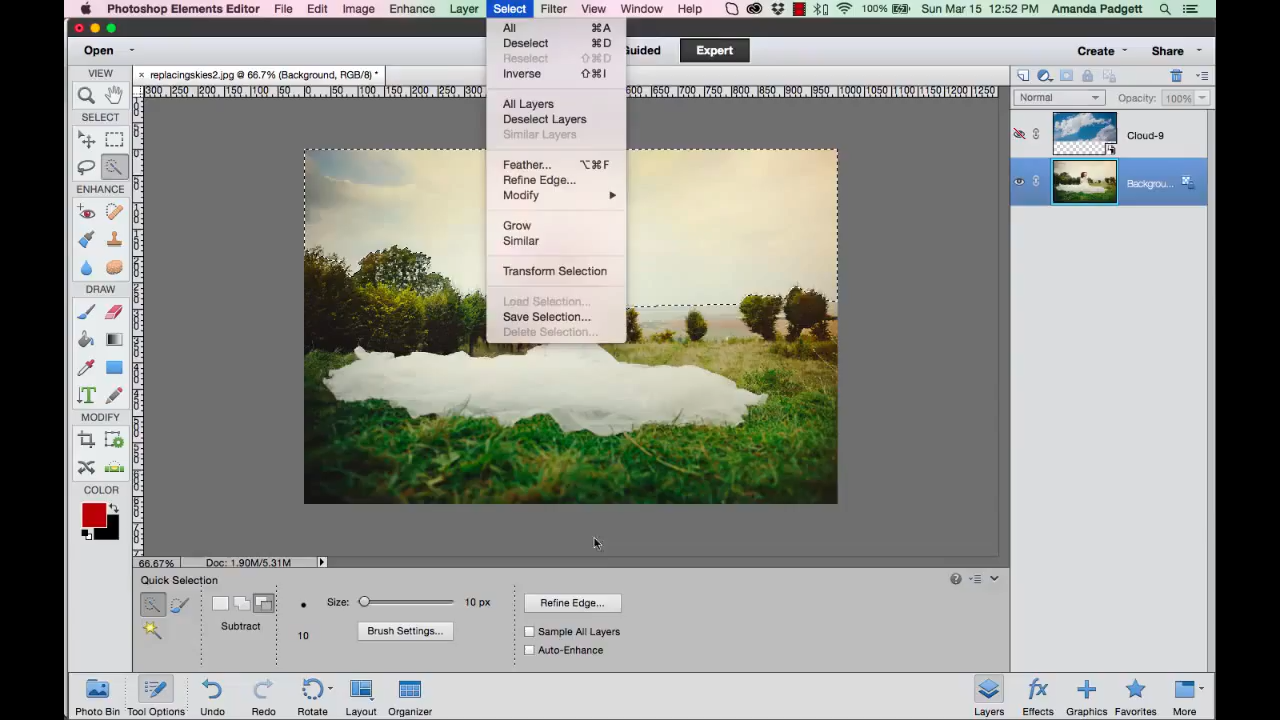 Photoshop Elements Editor File Edit Image Enhance Layer Select Filter View Window Help 100% Sun Mar 15 12:52 PM Amanda Padgett
Open Guided Expert Create Share
replacingskies2.jpg @ 66.7% (Background, RGB/8) *
All ⌘A
Deselect ⌘D
Reselect ⇧⌘D
Inverse ⇧⌘I
All Layers
Deselect Layers
Similar Layers
Feather... ⌥⌘F
Refine Edge...
Modify
Grow
Similar
Transform Selection
Load Selection...
Save Selection...
Delete Selection...
VIEW
SELECT
ENHANCE
DRAW
MODIFY
COLOR
Normal Opacity: 100%
Cloud-9
Backgrou...
66.67% Doc: 1.90M/5.31M
Quick Selection
Subtract
Size: 10 px
10 Brush Settings...
Refine Edge...
Sample All Layers
Auto-Enhance
Photo Bin Tool Options Undo Redo Rotate Layout Organizer Layers Effects Graphics Favorites More